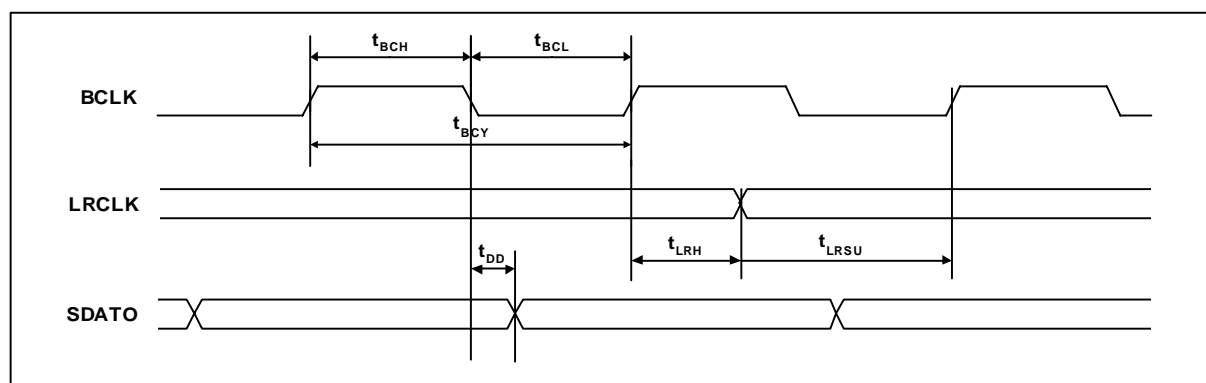 tBCH tBCL
BCLK
tBCY
LRCLK
tLRH tLRSU
tDD
SDATO